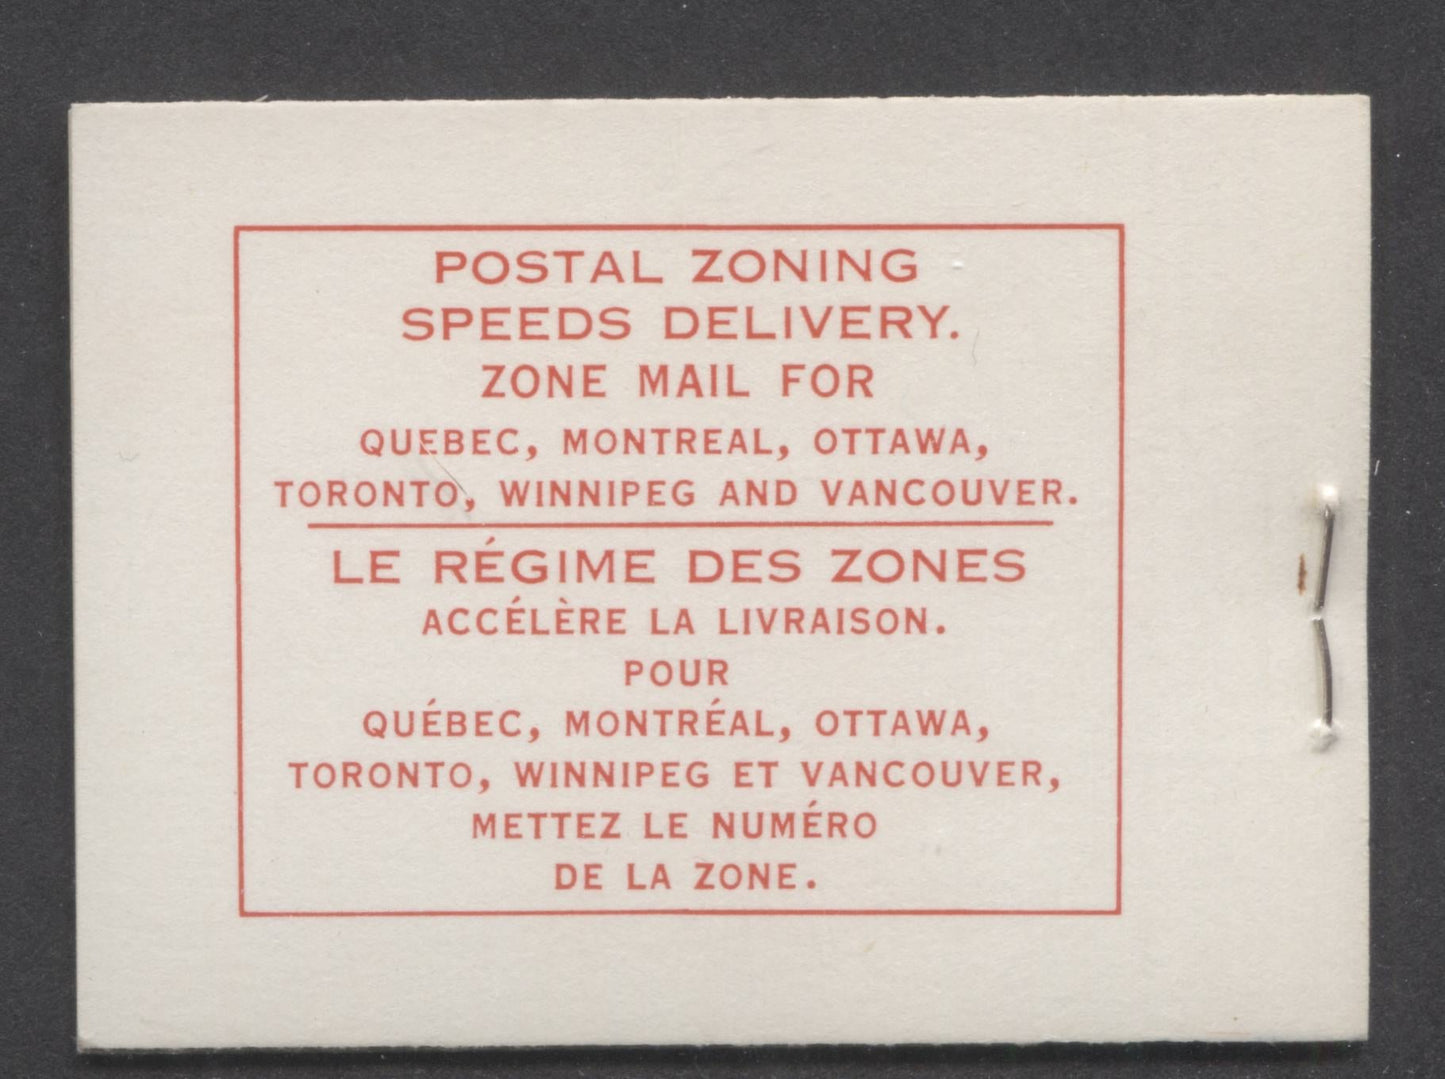 POSTAL ZONING
SPEEDS DELIVERY.
ZONE MAIL FOR
QUEBEC, MONTREAL, OTTAWA,
TORONTO, WINNIPEG AND VANCOUVER.
LE RÉGIME DES ZONES
ACCÉLÈRE LA LIVRAISON.
POUR
QUÉBEC, MONTRÉAL, OTTAWA,
TORONTO, WINNIPEG ET VANCOUVER,
METTEZ LE NUMÉRO
DE LA ZONE.